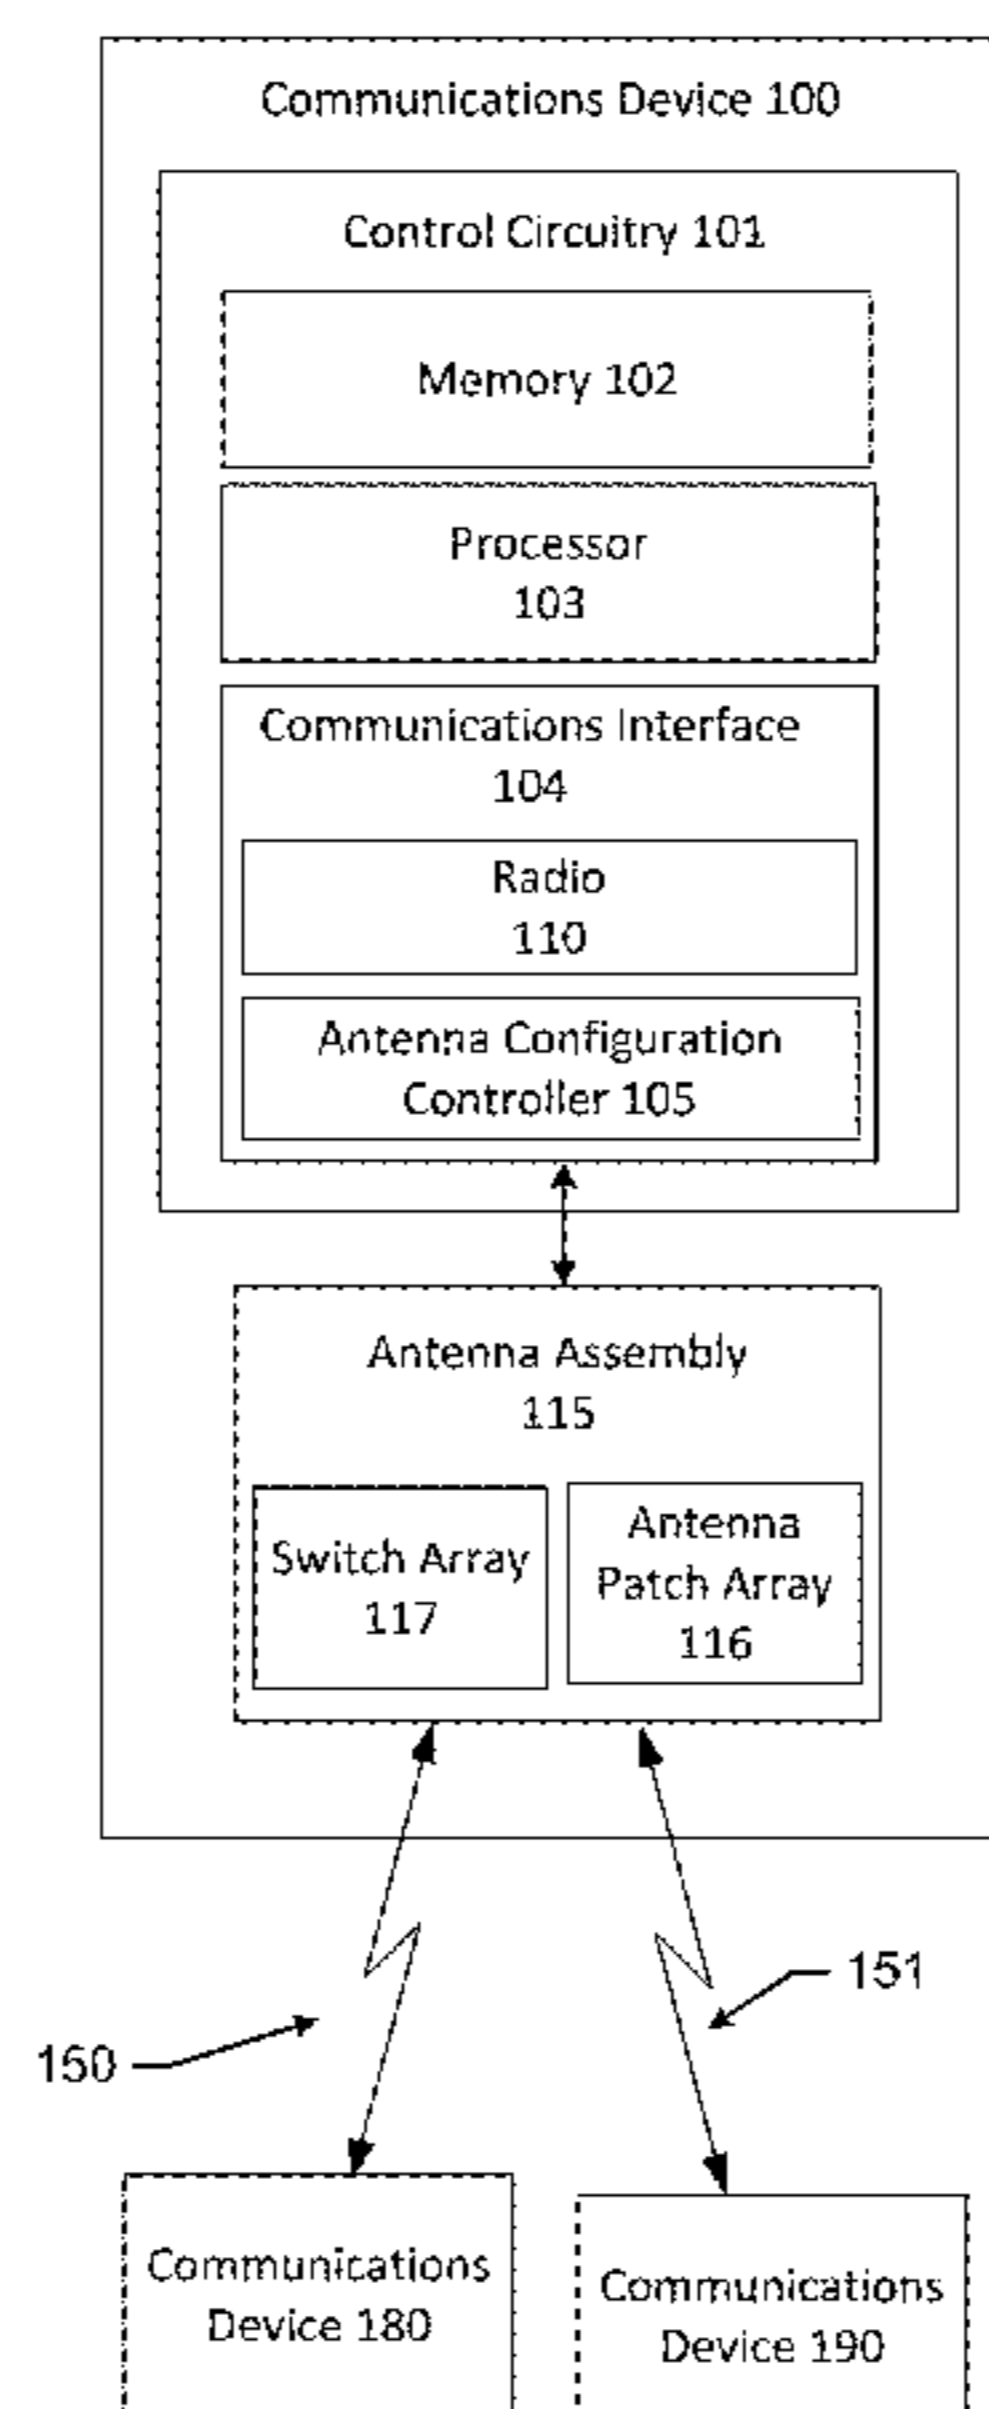 Communications Device 100
Control Circuitry 101
Memory 102
Processor
103
Communications Interface
104
Radio
110
Antenna Configuration
Controller 105
Antenna Assembly
115
Switch Array
117
Antenna
Patch Array
116
151
150
Communications
Device 180
Communications
Device 190